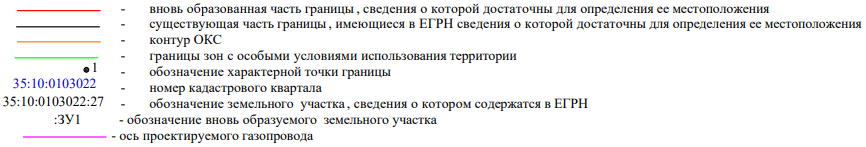 - вновь образованная часть границы, сведения о которой достаточны для определения ее местоположения
- существующая часть границы, имеющиеся в ЕГРН сведения о которой достаточны для определения ее местоположения
- контур ОКС
- границы зон с особыми условиями использования территории
1 - обозначение характерной точки границы
35:10:0103022 - номер кадастрового квартала
35:10:0103022:27 - обозначение земельного участка, сведения о котором содержатся в ЕГРН
:ЗУ1 - обозначение вновь образуемого земельного участка
- ось проектируемого газопровода